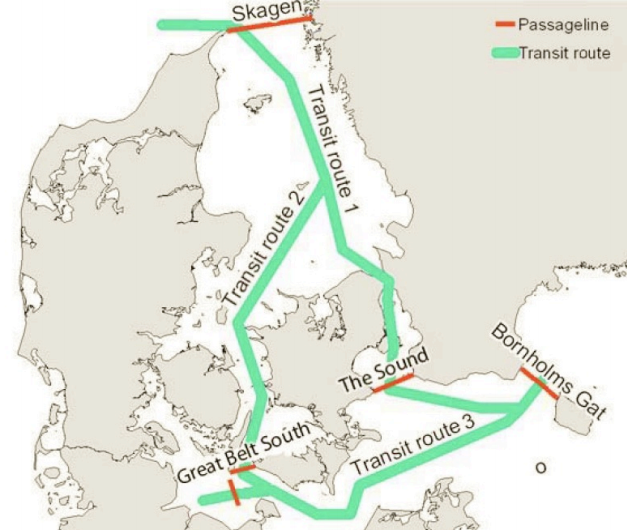 Skagen
Passageline
Transit route
Transit route 1
Transit route 2
Bornholms Gat
The Sound
Great Belt South
Transit route 3